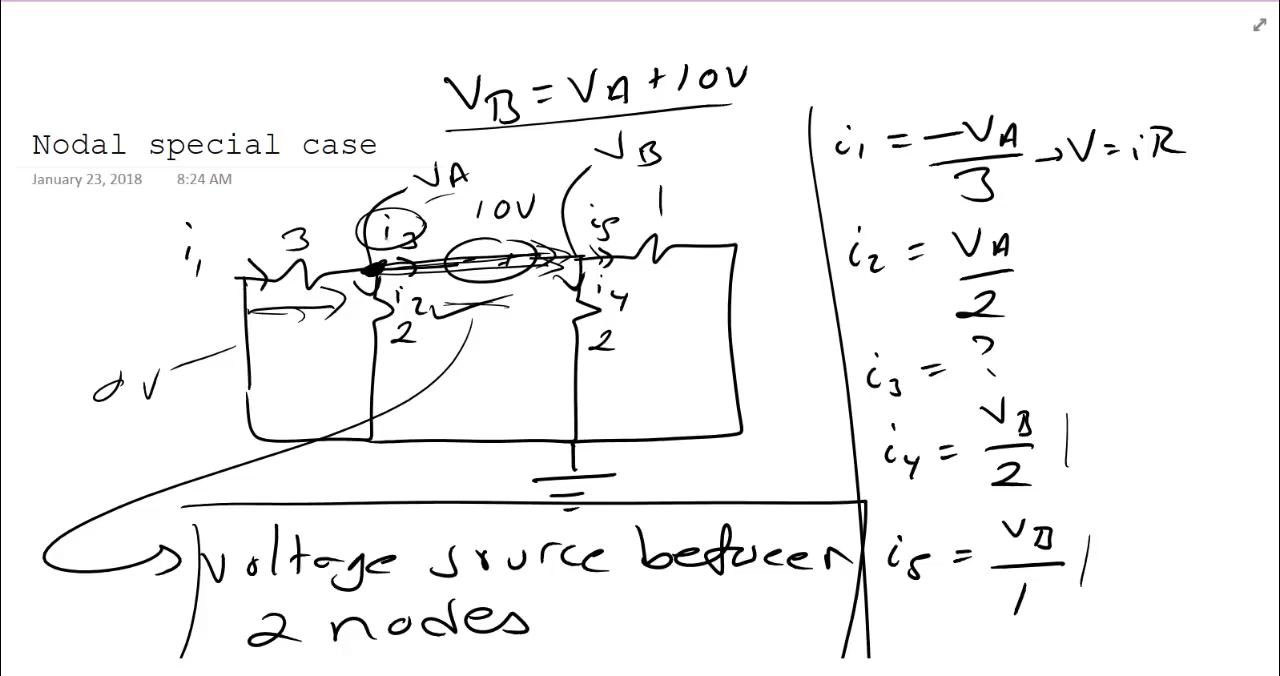 VB = VA + 10V
Nodal special case
January 23, 2018 8:24 AM
VA
VB
10V
i1
3
i3
i5
1
i2
2
- +
i4
2
0V
voltage source between
2 nodes
i1 = -VA/3 → V = iR
i2 = VA/2
i3 = ?
i4 = VB/2
i5 = VB/1